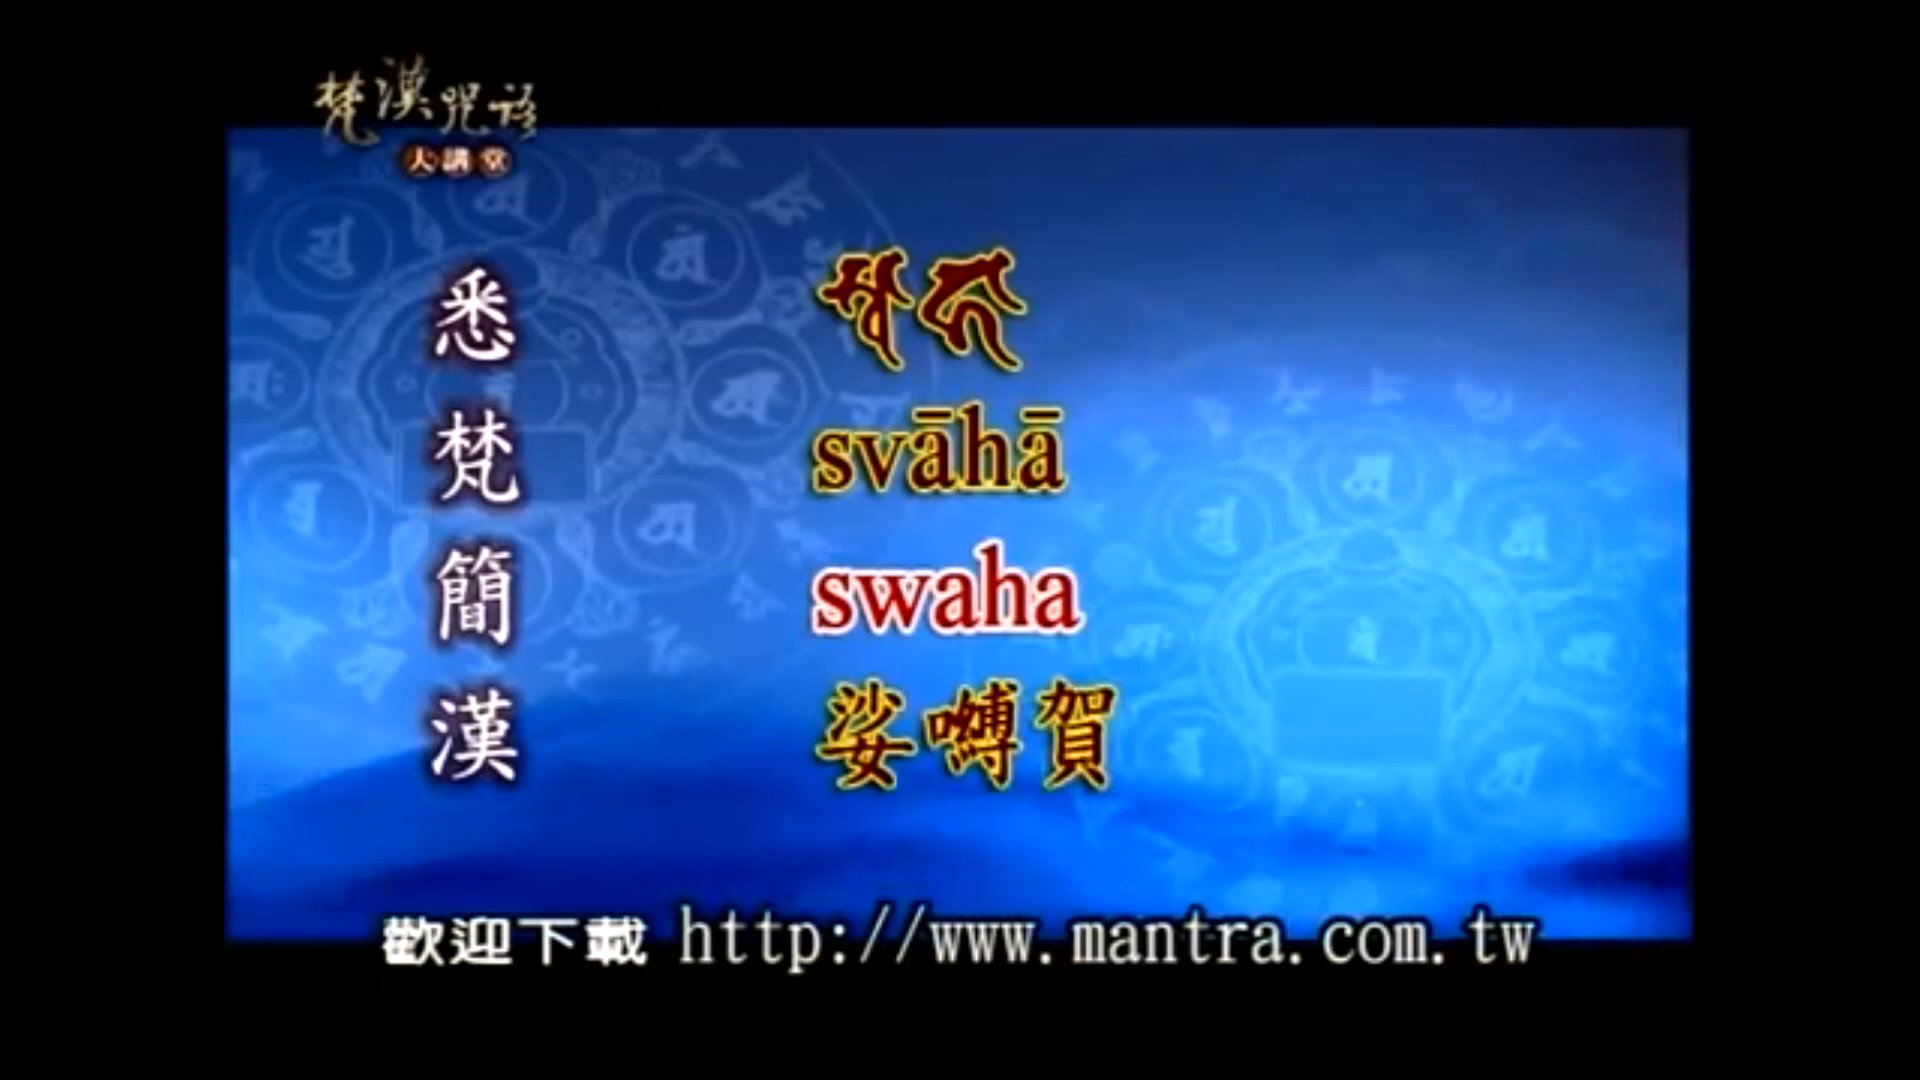 梵漢咒語
大講堂
悉 𑖭𑖿𑖪𑖯𑖮𑖯
梵 svāhā
簡 swaha
漢 娑嚩賀
歡迎下載 http://www.mantra.com.tw